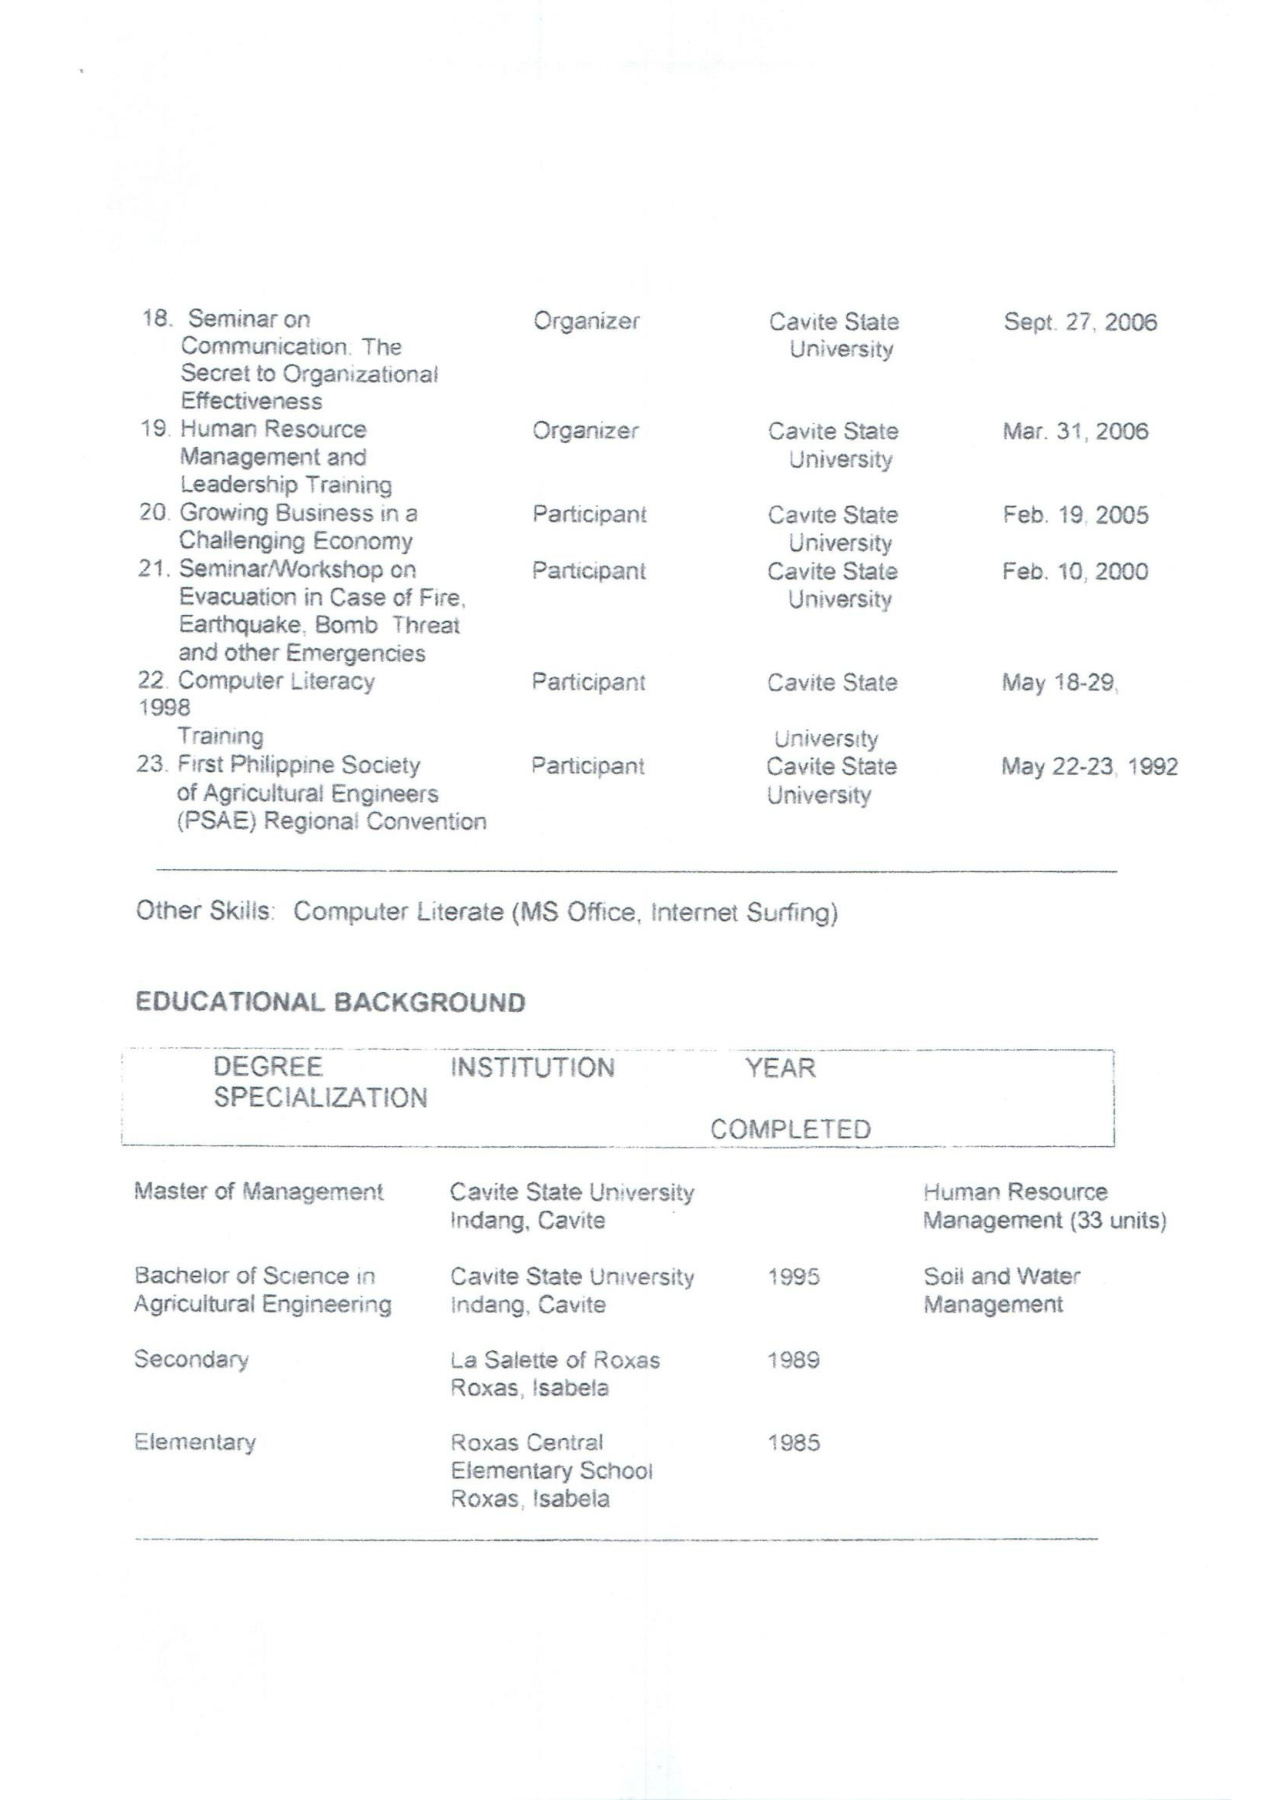 18. Seminar on Organizer Cavite State Sept. 27, 2006
Communication: The University
Secret to Organizational
Effectiveness
19. Human Resource Organizer Cavite State Mar. 31, 2006
Management and University
Leadership Training
20. Growing Business in a Participant Cavite State Feb. 19, 2005
Challenging Economy University
21. Seminar/Workshop on Participant Cavite State Feb. 10, 2000
Evacuation in Case of Fire, University
Earthquake, Bomb Threat
and other Emergencies
22. Computer Literacy Participant Cavite State May 18-29,
1998
Training University
23. First Philippine Society Participant Cavite State May 22-23, 1992
of Agricultural Engineers University
(PSAE) Regional Convention
Other Skills: Computer Literate (MS Office, Internet Surfing)
EDUCATIONAL BACKGROUND
DEGREE INSTITUTION YEAR
SPECIALIZATION
COMPLETED
Master of Management Cavite State University Human Resource
Indang, Cavite Management (33 units)
Bachelor of Science in Cavite State University 1995 Soil and Water
Agricultural Engineering Indang, Cavite Management
Secondary La Salette of Roxas 1989
Roxas, Isabela
Elementary Roxas Central 1985
Elementary School
Roxas, Isabela